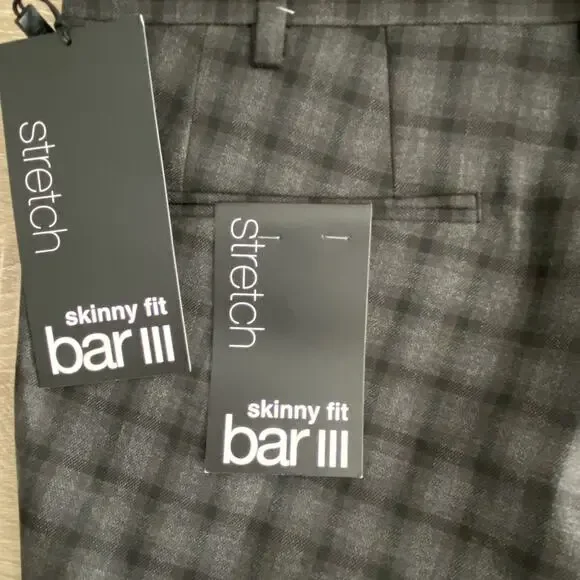 stretch
skinny fit
bar III
stretch
skinny fit
bar III